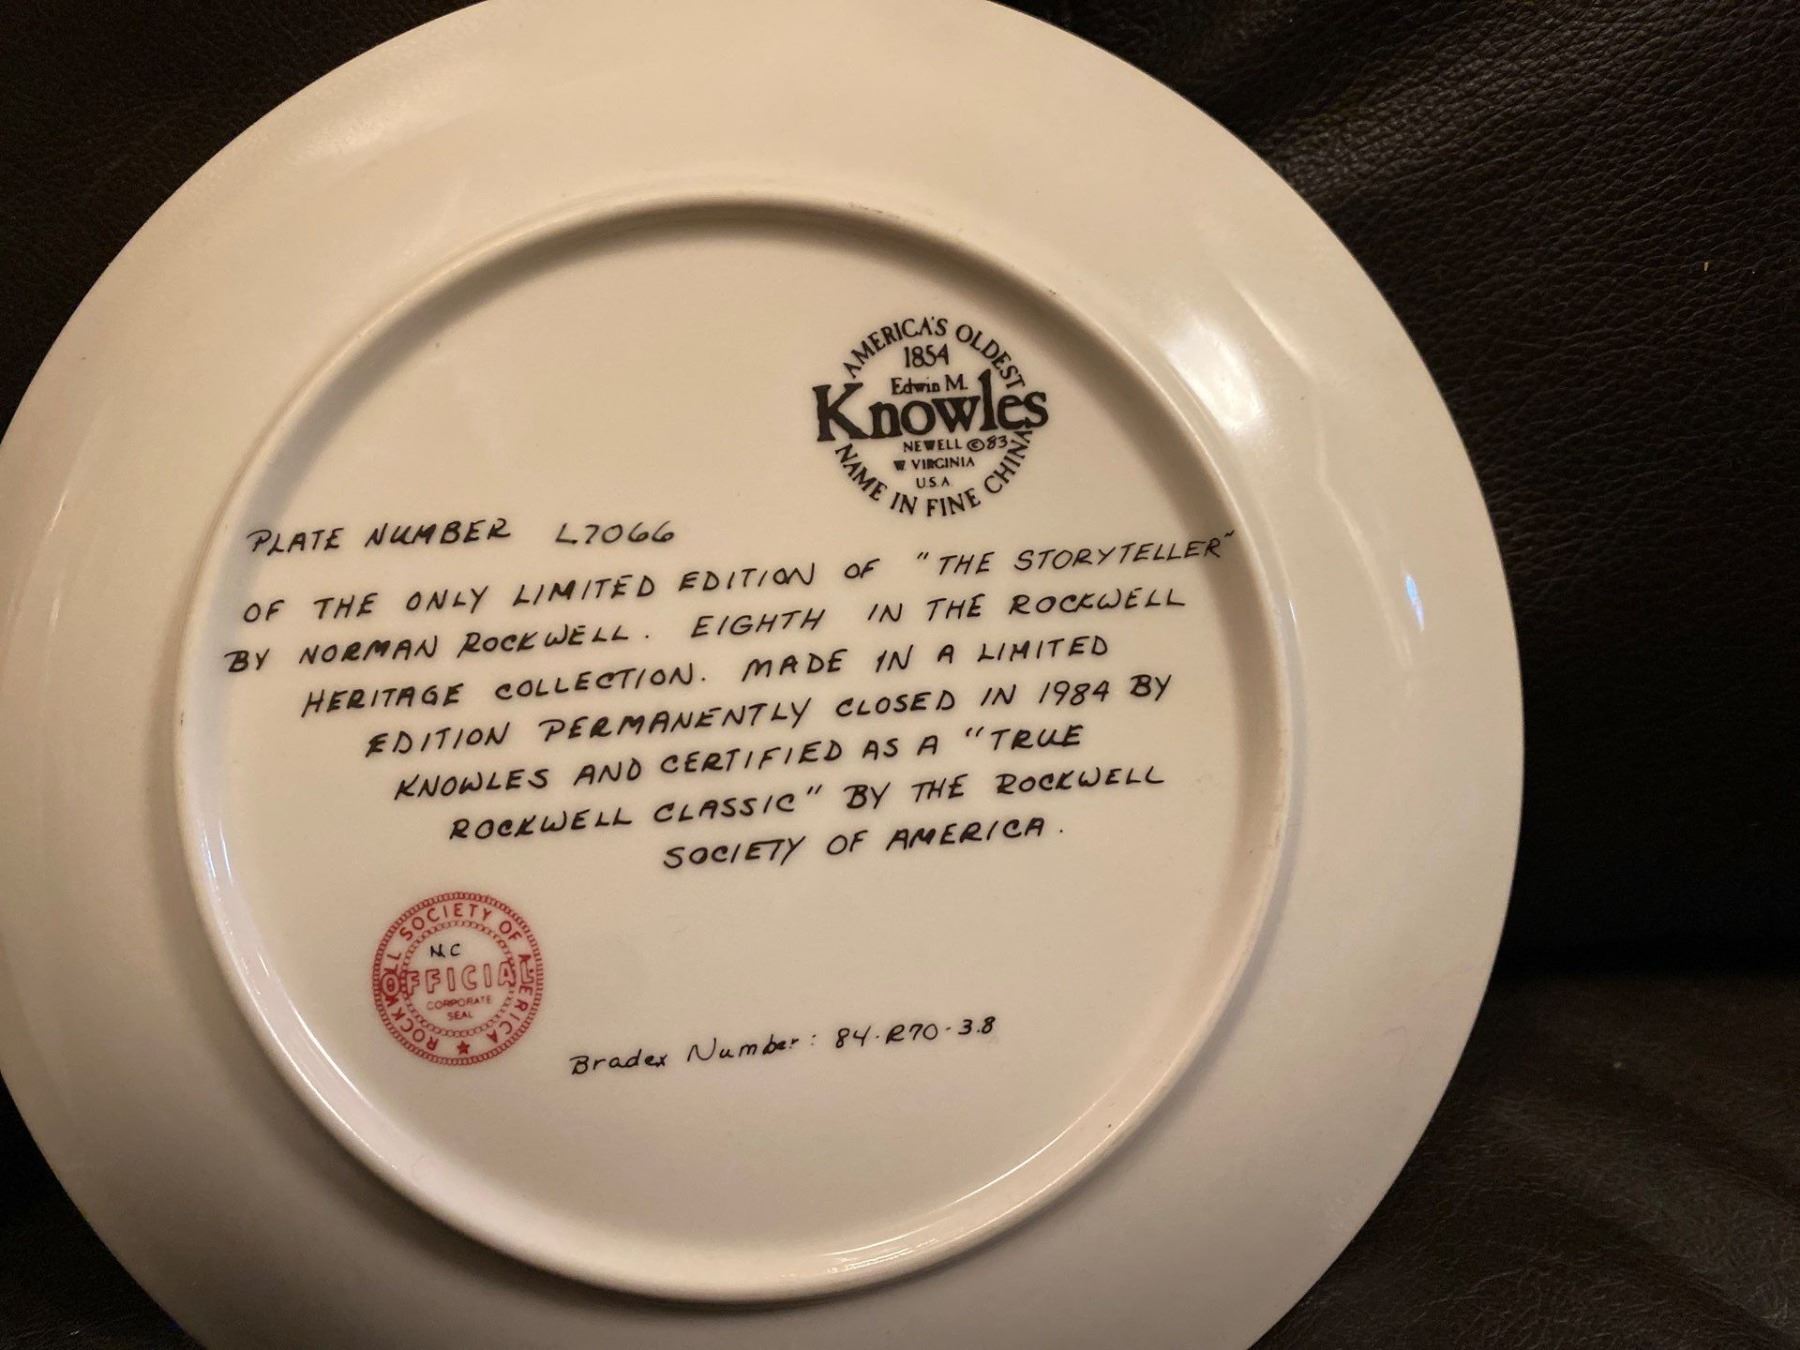 AMERICA'S OLDEST
1854
Edwin M.
Knowles
NEWELL © 83
W. VIRGINIA
U.S.A.
NAME IN FINE CHINA
PLATE NUMBER L7066
OF THE ONLY LIMITED EDITION OF "THE STORYTELLER"
BY NORMAN ROCKWELL. EIGHTH IN THE ROCKWELL
HERITAGE COLLECTION. MADE IN A LIMITED
EDITION PERMANENTLY CLOSED IN 1984 BY
KNOWLES AND CERTIFIED AS A "TRUE
ROCKWELL CLASSIC" BY THE ROCKWELL
SOCIETY OF AMERICA.
ROCKWELL SOCIETY OF AMERICA
N.C
OFFICIAL
CORPORATE
SEAL
Bradex Number: 84-R70-3.8